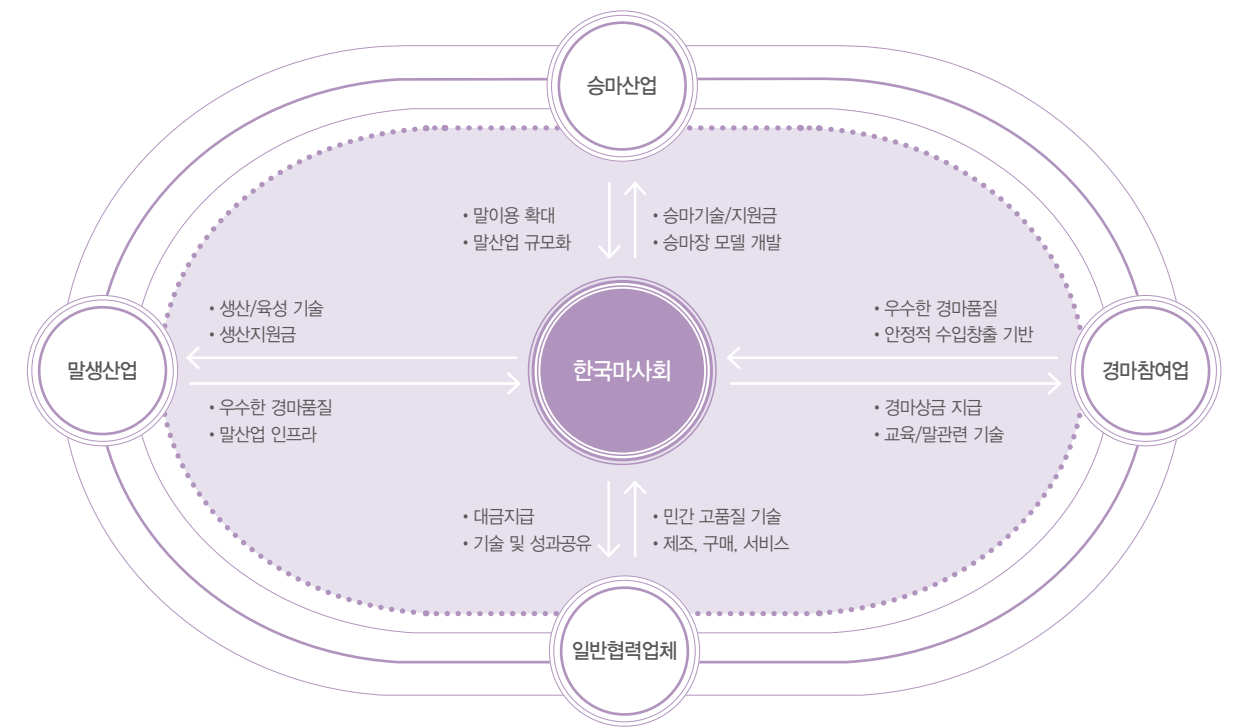 승마산업
• 말이용 확대
• 말산업 규모화
• 승마기술/지원금
• 승마장 모델 개발
• 생산/육성 기술
• 생산지원금
• 우수한 경마품질
• 안정적 수입창출 기반
말생산업
한국마사회
경마참여업
• 우수한 경마품질
• 말산업 인프라
• 경마상금 지급
• 교육/말관련 기술
• 대금지급
• 기술 및 성과공유
• 민간 고품질 기술
• 제조, 구매, 서비스
일반협력업체